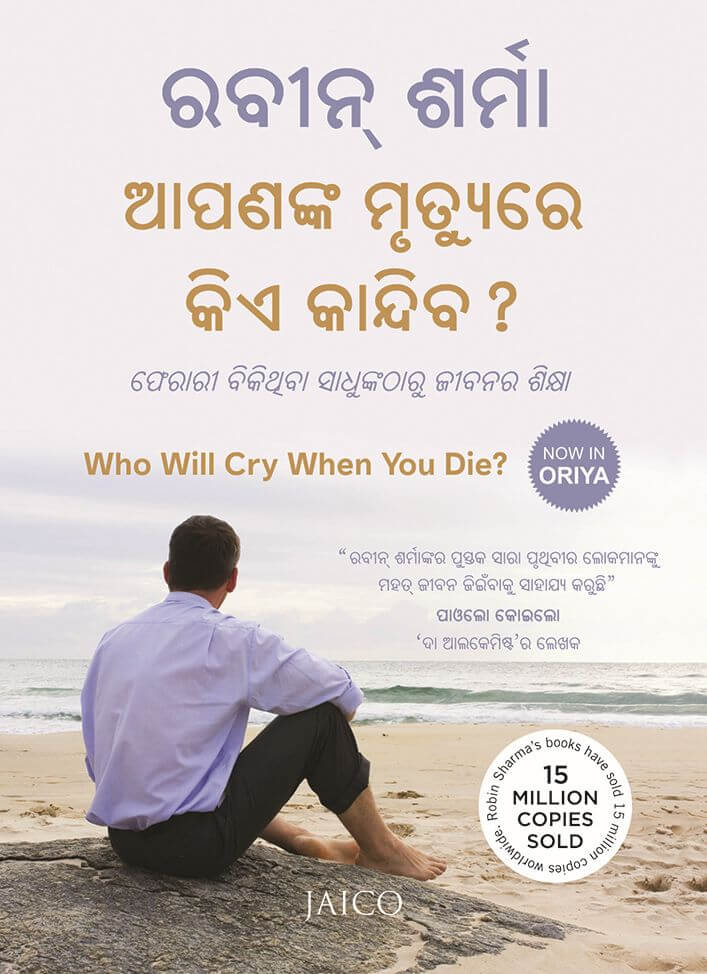 ରବୀନ୍ ଶର୍ମା
ଆପଣଙ୍କ ମୃତ୍ୟୁରେ
କିଏ କାନ୍ଦିବ ?
ଫେରାରୀ ବିକିଥିବା ସାଧୁଙ୍କଠାରୁ ଜୀବନର ଶିକ୍ଷା
Who Will Cry When You Die?
NOW IN
ORIYA
“ ରବୀନ୍ ଶର୍ମାଙ୍କର ପୁସ୍ତକ ସାରା ପୃଥିବୀର ଲୋକମାନଙ୍କୁ
ମହତ୍ ଜୀବନ ଜିଇଁବାକୁ ସାହାଯ୍ୟ କରୁଛି”
ପାଓଲୋ କୋଇଲୋ
‘ଦା ଆଲକେମିଷ୍ଟ’ର ଲେଖକ
Robin Sharma's books have sold 15 million copies worldwide.
15
MILLION
COPIES
SOLD
JAICO